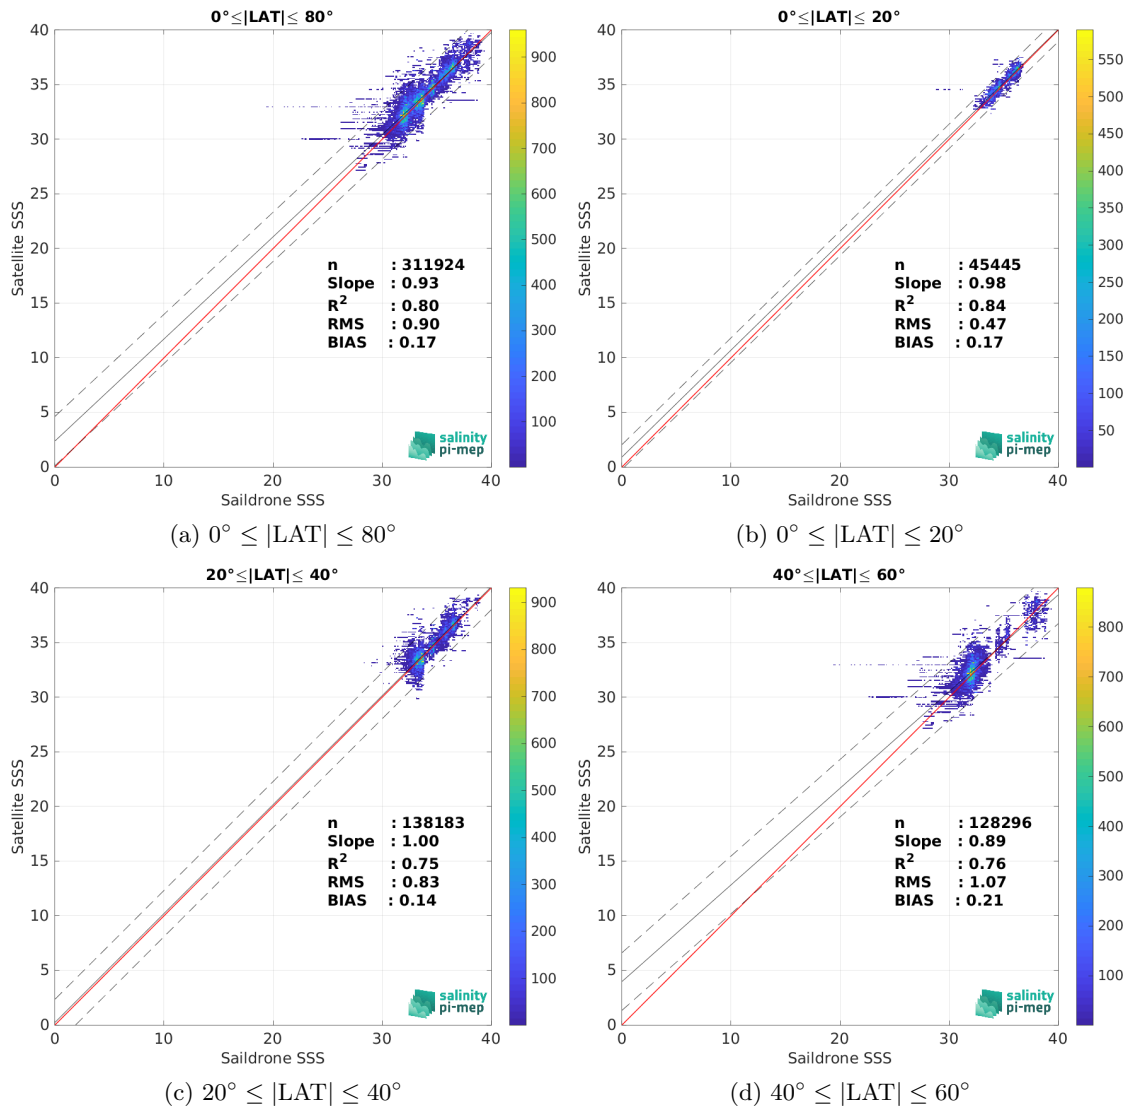 0°≤|LAT|≤ 80°
40
35
30
25
20
15
10
5
0
Satellite SSS
n : 311924
Slope : 0.93
R2 : 0.80
RMS : 0.90
BIAS : 0.17
salinity
pi-mep
0 10 20 30 40
Saildrone SSS
900
800
700
600
500
400
300
200
100
(a) 0° ≤ |LAT| ≤ 80°
0°≤|LAT|≤ 20°
40
35
30
25
20
15
10
5
0
Satellite SSS
n : 45445
Slope : 0.98
R2 : 0.84
RMS : 0.47
BIAS : 0.17
salinity
pi-mep
0 10 20 30 40
Saildrone SSS
550
500
450
400
350
300
250
200
150
100
50
(b) 0° ≤ |LAT| ≤ 20°
20°≤|LAT|≤ 40°
40
35
30
25
20
15
10
5
0
Satellite SSS
n : 138183
Slope : 1.00
R2 : 0.75
RMS : 0.83
BIAS : 0.14
salinity
pi-mep
0 10 20 30 40
Saildrone SSS
900
800
700
600
500
400
300
200
100
(c) 20° ≤ |LAT| ≤ 40°
40°≤|LAT|≤ 60°
40
35
30
25
20
15
10
5
0
Satellite SSS
n : 128296
Slope : 0.89
R2 : 0.76
RMS : 1.07
BIAS : 0.21
salinity
pi-mep
0 10 20 30 40
Saildrone SSS
800
700
600
500
400
300
200
100
(d) 40° ≤ |LAT| ≤ 60°